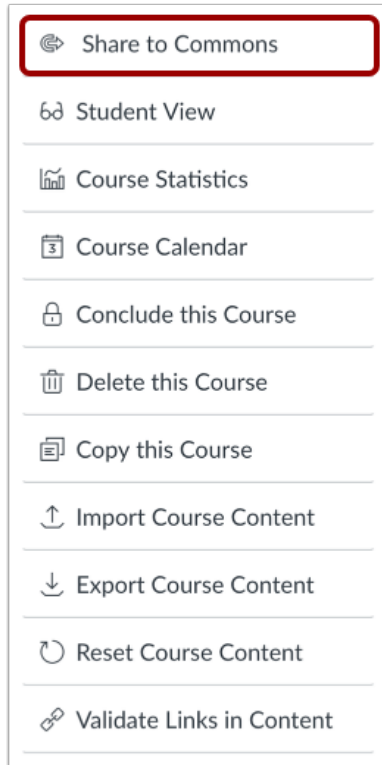 Share to Commons
Student View
Course Statistics
3 Course Calendar
Conclude this Course
Delete this Course
Copy this Course
Import Course Content
Export Course Content
Reset Course Content
Validate Links in Content